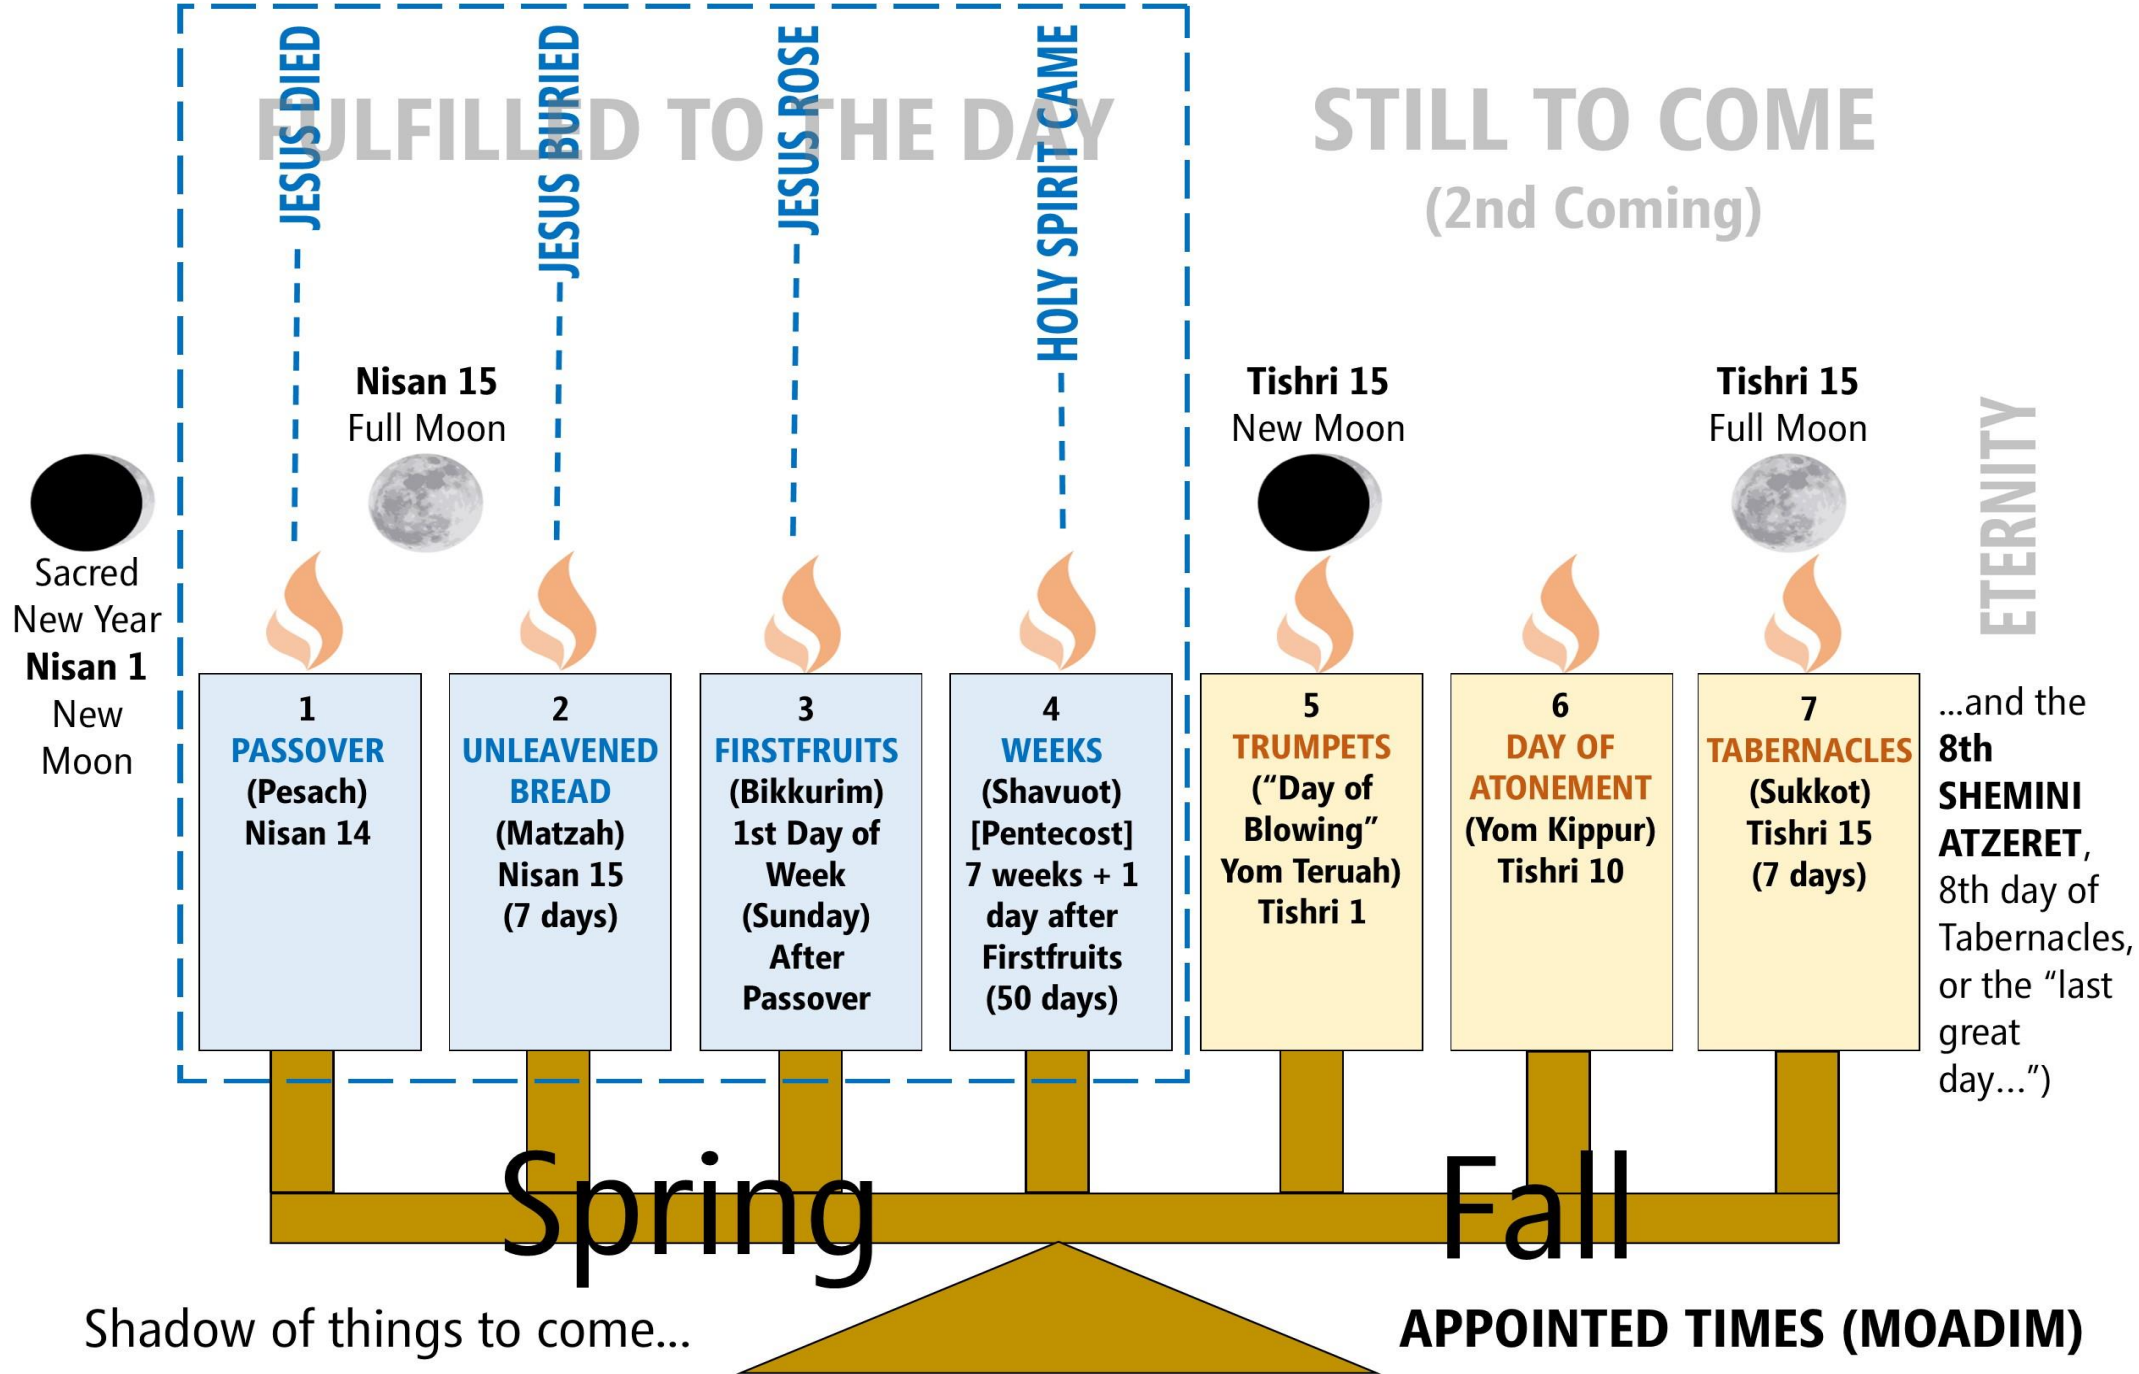 JESUS DIED
JESUS BURIED
JESUS ROSE
HOLY SPIRIT CAME
FULFILLED TO THE DAY
STILL TO COME
(2nd Coming)
Sacred
New Year
Nisan 1
New
Moon
Nisan 15
Full Moon
Tishri 15
New Moon
Tishri 15
Full Moon
ETERNITY
1
PASSOVER
(Pesach)
Nisan 14
2
UNLEAVENED
BREAD
(Matzah)
Nisan 15
(7 days)
3
FIRSTFRUITS
(Bikkurim)
1st Day of
Week
(Sunday)
After
Passover
4
WEEKS
(Shavuot)
[Pentecost]
7 weeks + 1
day after
Firstfruits
(50 days)
5
TRUMPETS
(“Day of
Blowing”
Yom Teruah)
Tishri 1
6
DAY OF
ATONEMENT
(Yom Kippur)
Tishri 10
7
TABERNACLES
(Sukkot)
Tishri 15
(7 days)
...and the
8th
SHEMINI
ATZERET,
8th day of
Tabernacles,
or the “last
great
day...”)
Spring
Fall
Shadow of things to come...
APPOINTED TIMES (MOADIM)